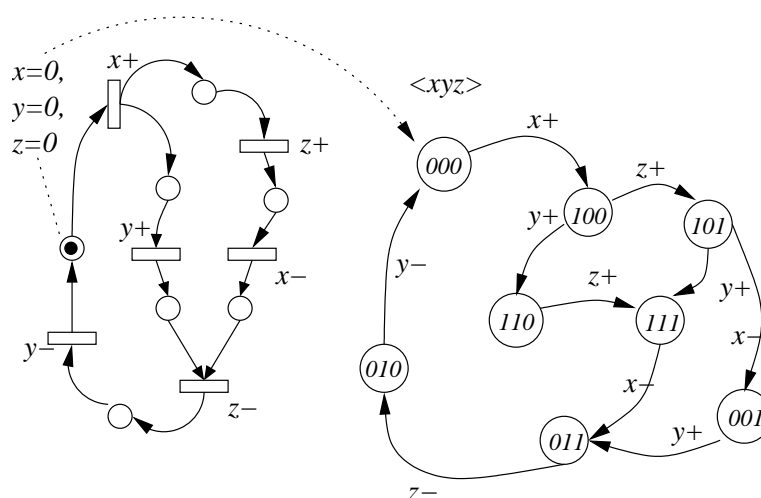 x=0,
y=0,
z=0
x+
z+
y+
x−
y−
z−
<xyz>
000
x+
100
z+
101
y+
110
z+
111
y+
x−
x−
001
y+
011
z−
010
y−